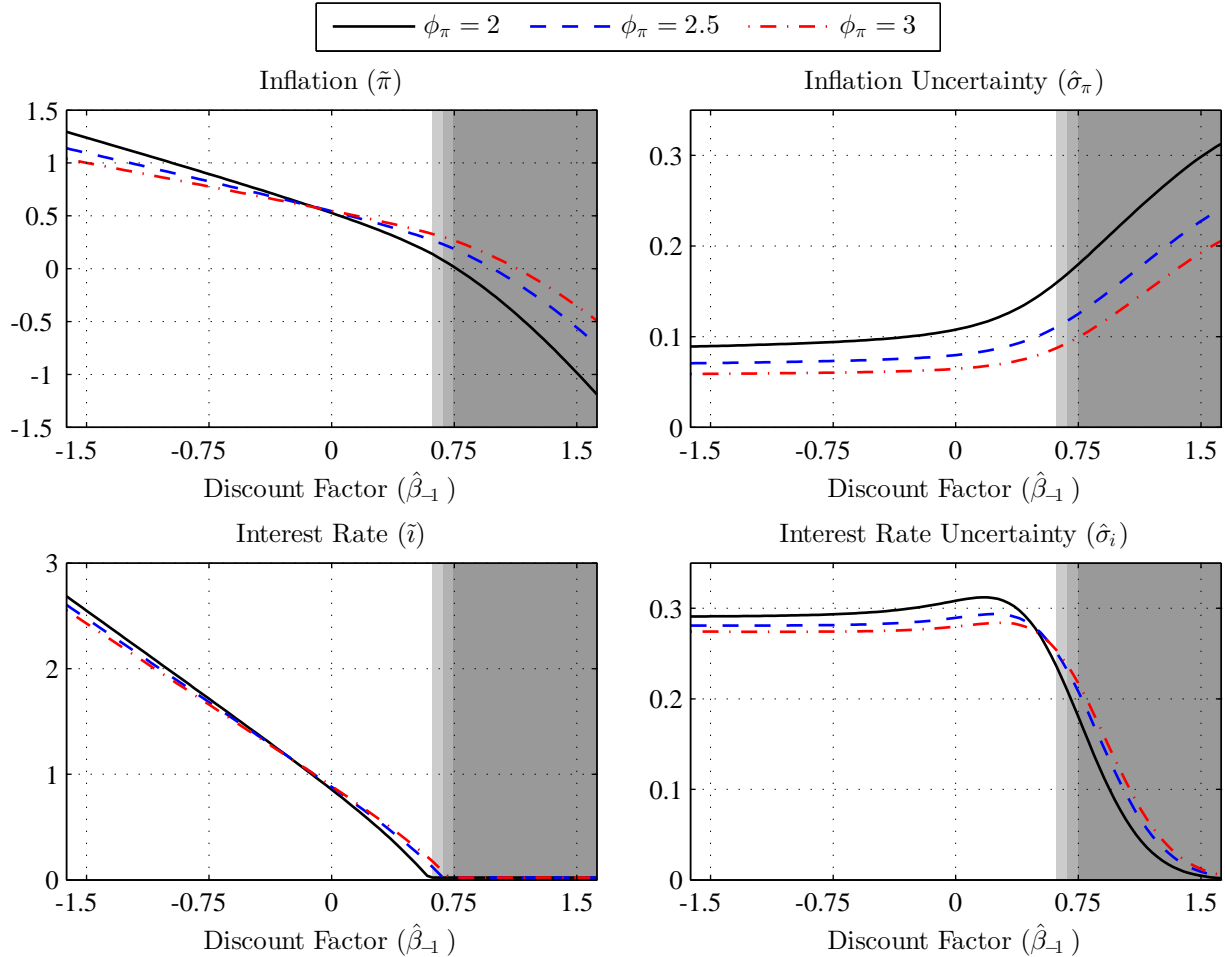 ϕπ = 2 ϕπ = 2.5 ϕπ = 3
Inflation (π̃)
1.5
1
0.5
0
-0.5
-1
-1.5
-1.5 -0.75 0 0.75 1.5
Discount Factor (β̂−1)
Inflation Uncertainty (σ̂π)
0.3
0.2
0.1
0
-1.5 -0.75 0 0.75 1.5
Discount Factor (β̂−1)
Interest Rate (ı̃)
3
2
1
0
-1.5 -0.75 0 0.75 1.5
Discount Factor (β̂−1)
Interest Rate Uncertainty (σ̂i)
0.3
0.2
0.1
0
-1.5 -0.75 0 0.75 1.5
Discount Factor (β̂−1)